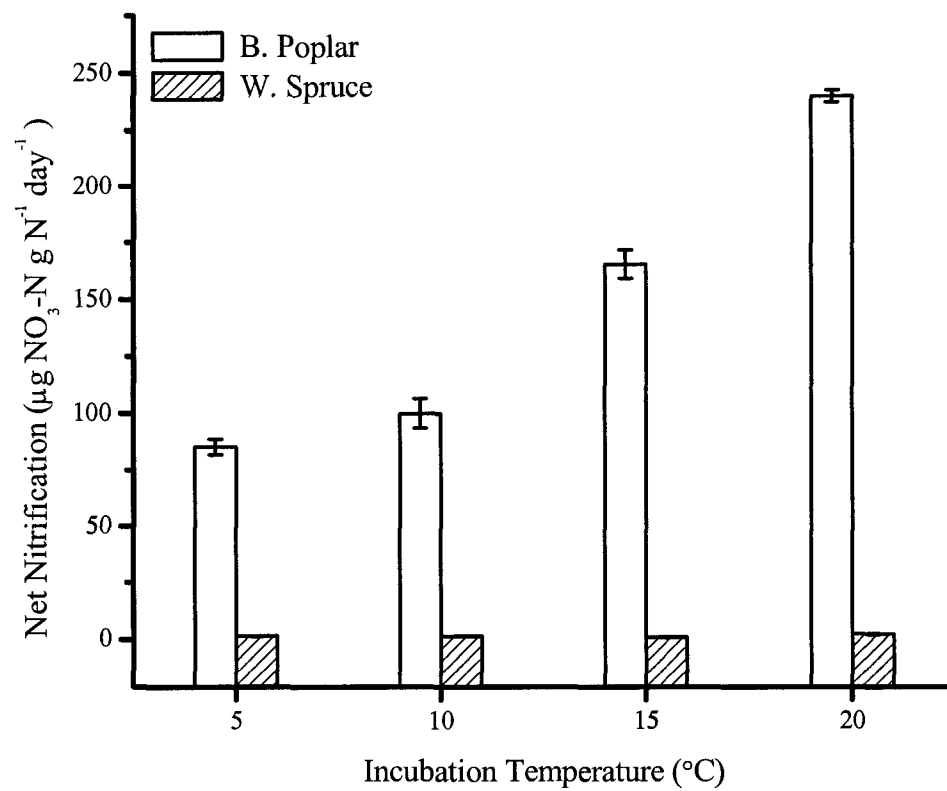 B. Poplar
W. Spruce
250
200
150
100
50
0
Net Nitrification (µg NO₃-N g N⁻¹ day⁻¹)
5 10 15 20
Incubation Temperature (°C)